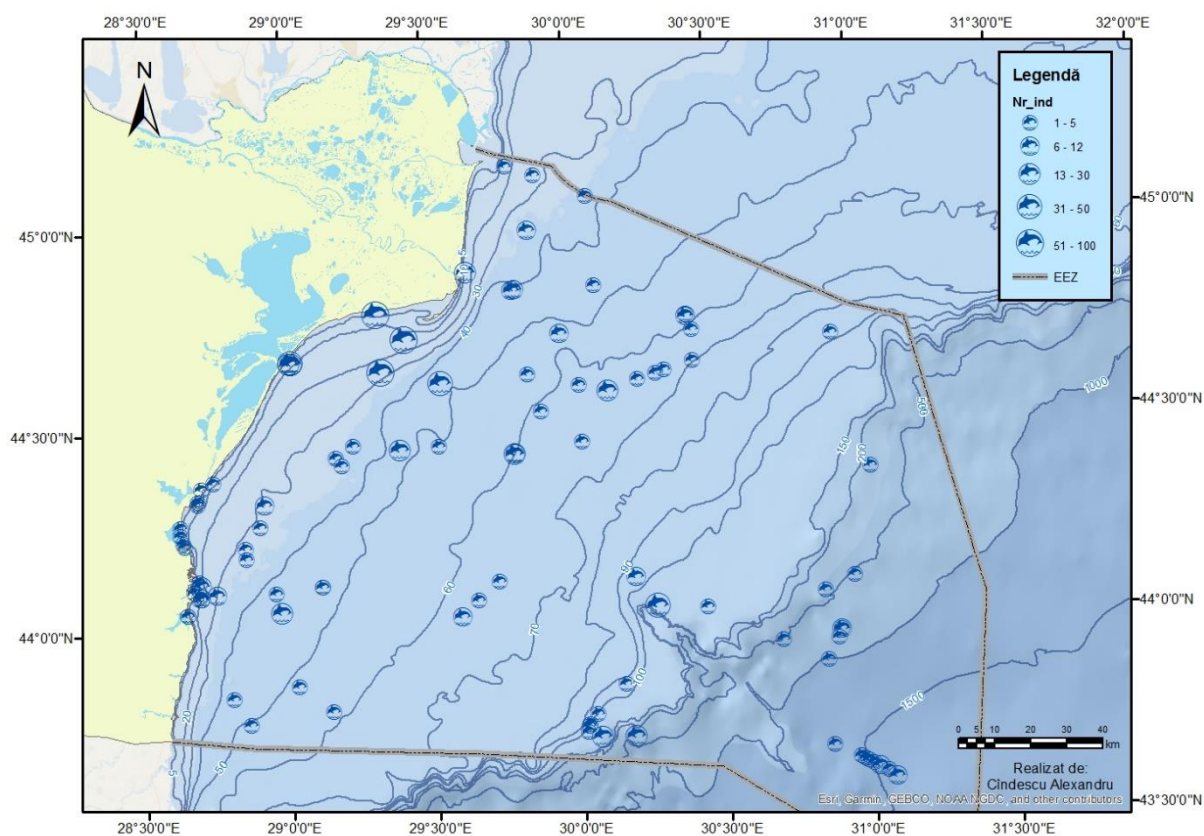 28°30'0"E 29°0'0"E 29°30'0"E 30°0'0"E 30°30'0"E 31°0'0"E 31°30'0"E 32°0'0"E
N
Legendă
Nr_ind
1 - 5
6 - 12
13 - 30
31 - 50
51 - 100
EEZ
45°0'0"N 45°0'0"N
5
30
40
1000
44°30'0"N 44°30'0"N
150
200
500
60
90
44°0'0"N 44°0'0"N
70
100
1500
20
50
5
0 5 10 20 30 40
km
Realizat de:
Cîndescu Alexandru
Esri, Garmin, GEBCO, NOAA NGDC, and other contributors
43°30'0"N 43°30'0"N
28°30'0"E 29°0'0"E 29°30'0"E 30°0'0"E 30°30'0"E 31°0'0"E 31°30'0"E